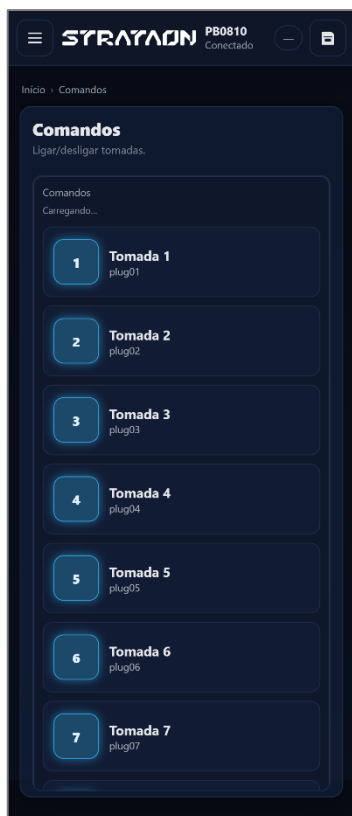 STRATAON PB0810
Conectado
—
Início › Comandos
Comandos
Ligar/desligar tomadas.
Comandos
Carregando...
1 Tomada 1
plug01
2 Tomada 2
plug02
3 Tomada 3
plug03
4 Tomada 4
plug04
5 Tomada 5
plug05
6 Tomada 6
plug06
7 Tomada 7
plug07